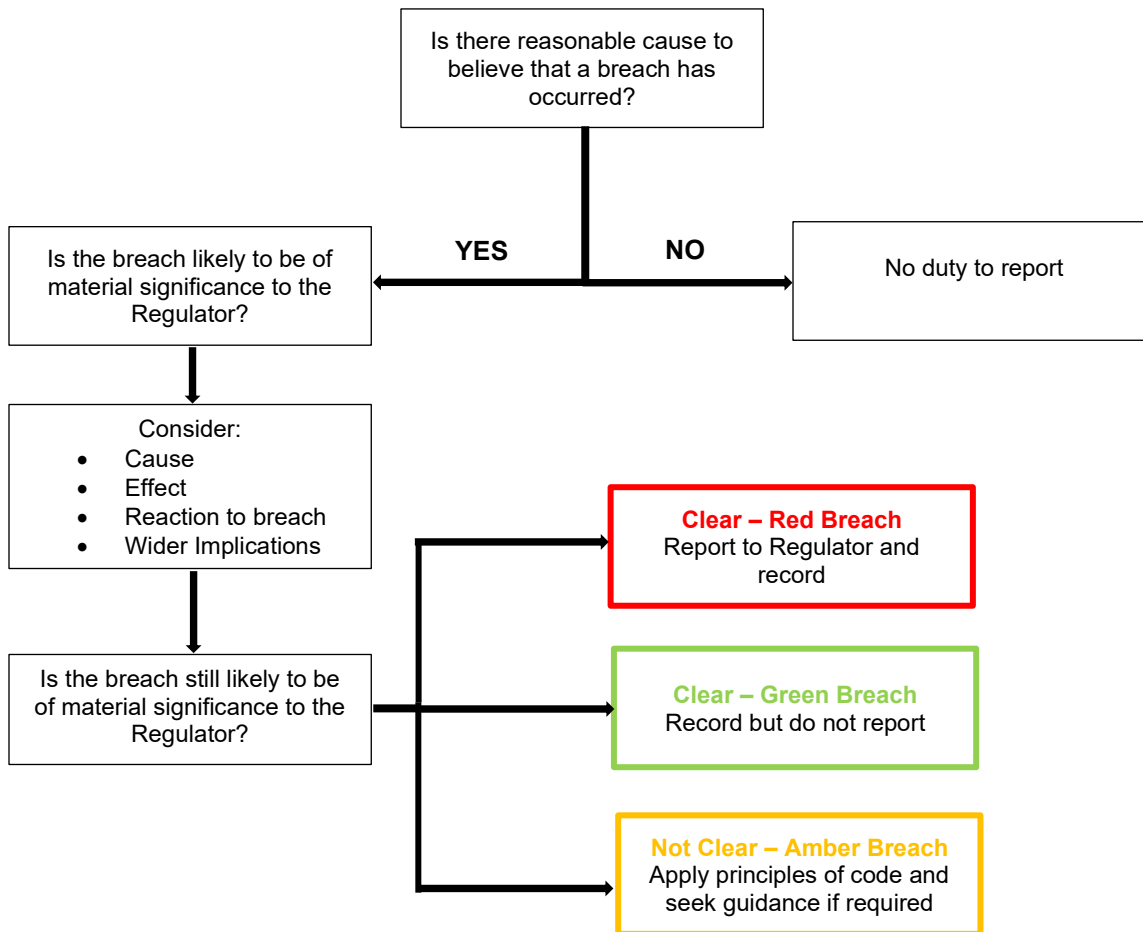 Is there reasonable cause to
believe that a breach has
occurred?
YES
NO
Is the breach likely to be of
material significance to the
Regulator?
No duty to report
Consider:
• Cause
• Effect
• Reaction to breach
• Wider Implications
Clear – Red Breach
Report to Regulator and
record
Is the breach still likely to be
of material significance to the
Regulator?
Clear – Green Breach
Record but do not report
Not Clear – Amber Breach
Apply principles of code and
seek guidance if required